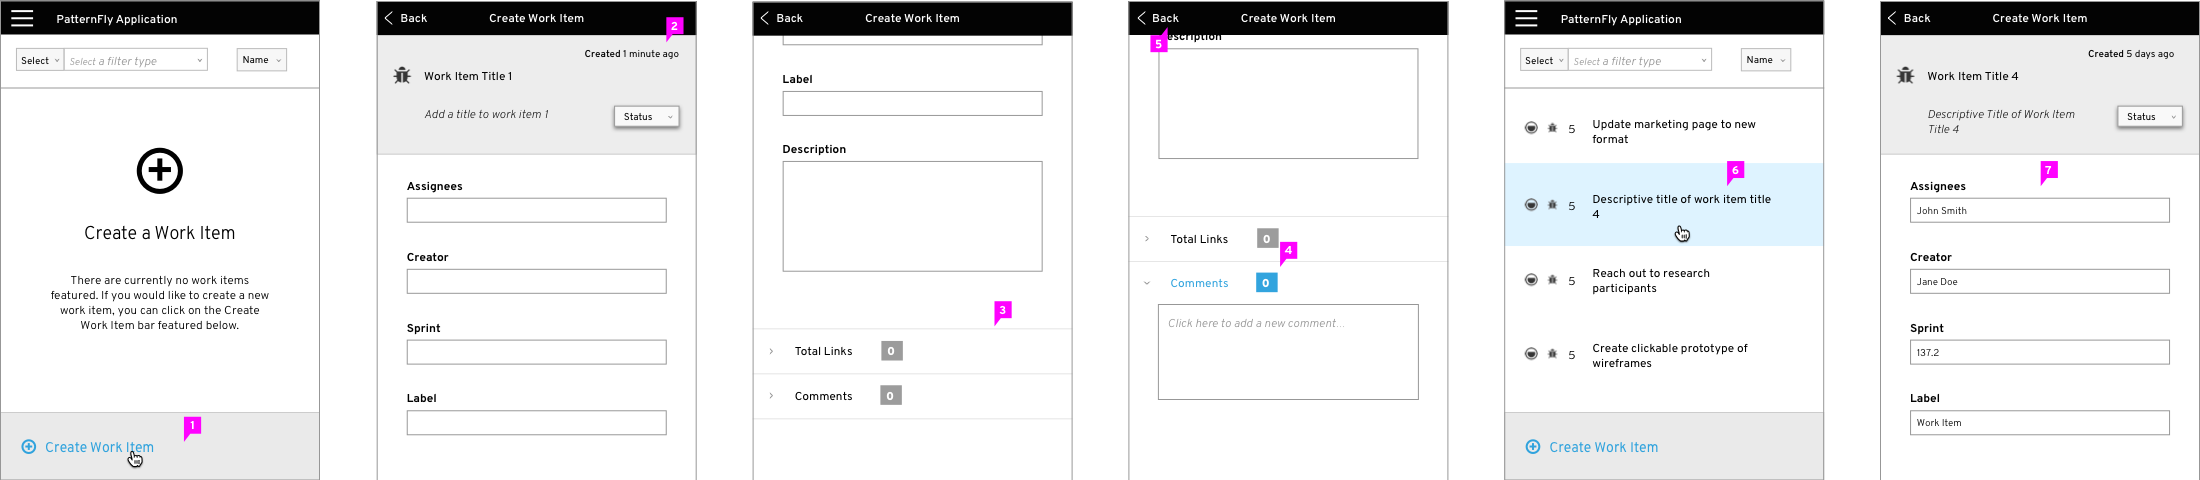 PatternFly Application
Select
Select a filter type
Name
Create a Work Item
There are currently no work items
featured. If you would like to create a new
work item, you can click on the Create
Work Item bar featured below.
1
Create Work Item
Back
Create Work Item
2
Created 1 minute ago
Work Item Title 1
Add a title to work item 1
Status
Assignees
Creator
Sprint
Label
Back
Create Work Item
Label
Description
3
Total Links 0
Comments 0
Back
Create Work Item
5
escription
Total Links 0
4
Comments 0
Click here to add a new comment...
PatternFly Application
Select
Select a filter type
Name
5 Update marketing page to new
format
6
5 Descriptive title of work item title
4
5 Reach out to research
participants
5 Create clickable prototype of
wireframes
Create Work Item
Back
Create Work Item
Created 5 days ago
Work Item Title 4
Descriptive Title of Work Item
Title 4
Status
7
Assignees
John Smith
Creator
Jane Doe
Sprint
137.2
Label
Work Item